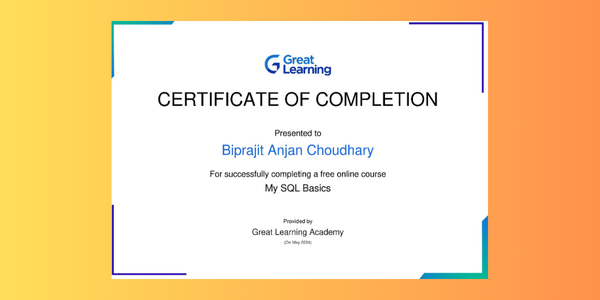 Great
Learning
CERTIFICATE OF COMPLETION
Presented to
Biprajit Anjan Choudhary
For successfully completing a free online course
My SQL Basics
Provided by
Great Learning Academy
(On May